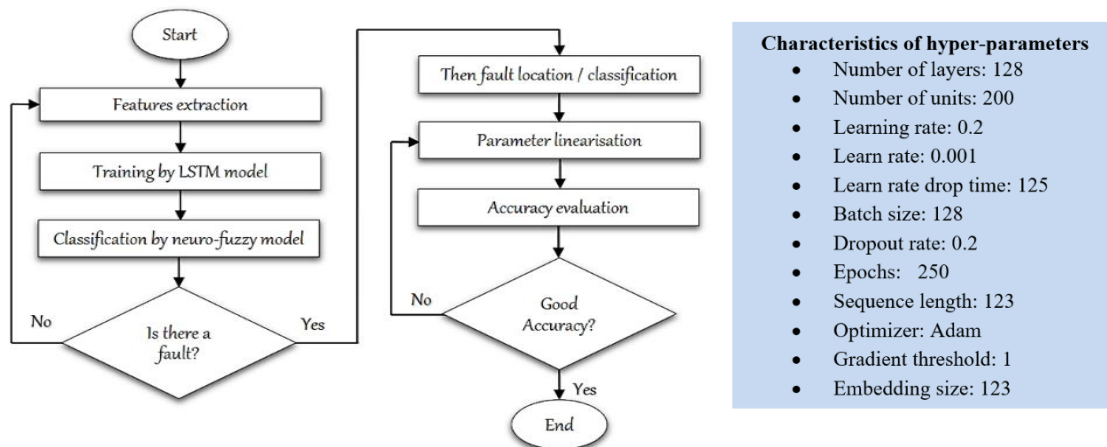 Start
Features extraction
Training by LSTM model
Classification by neuro-fuzzy model
No
Is there a
fault?
Yes
Then fault location / classification
Parameter linearisation
Accuracy evaluation
No
Good
Accuracy?
Yes
End
Characteristics of hyper-parameters
• Number of layers: 128
• Number of units: 200
• Learning rate: 0.2
• Learn rate: 0.001
• Learn rate drop time: 125
• Batch size: 128
• Dropout rate: 0.2
• Epochs: 250
• Sequence length: 123
• Optimizer: Adam
• Gradient threshold: 1
• Embedding size: 123